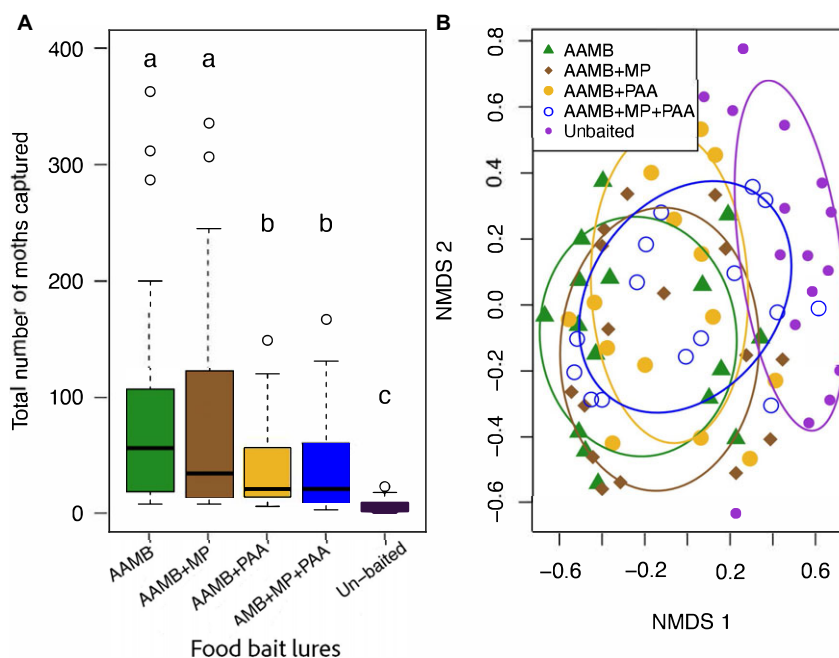 A
Total number of moths captured
400
300
200
100
0
a
a
b
b
c
AAMB
AAMB+MP
AAMB+PAA
AMB+MP+PAA
Un-baited
Food bait lures
B
NMDS 2
0.8
0.6
0.4
0.2
0.0
−0.2
−0.4
−0.6
AAMB
AAMB+MP
AAMB+PAA
AAMB+MP+PAA
Unbaited
−0.6
−0.2
0.2
0.6
NMDS 1